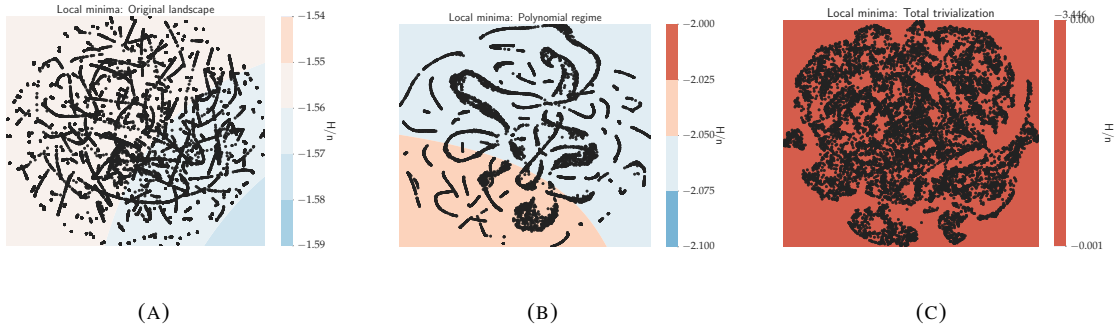 Local minima: Original landscape
−1.54
−1.55
−1.56
−1.57
−1.58
−1.59
H/n
(A)
Local minima: Polynomial regime
−2.000
−2.025
−2.050
−2.075
−2.100
H/n
(B)
Local minima: Total trivialization
−3.446
0.000
−0.001
H/n
(C)